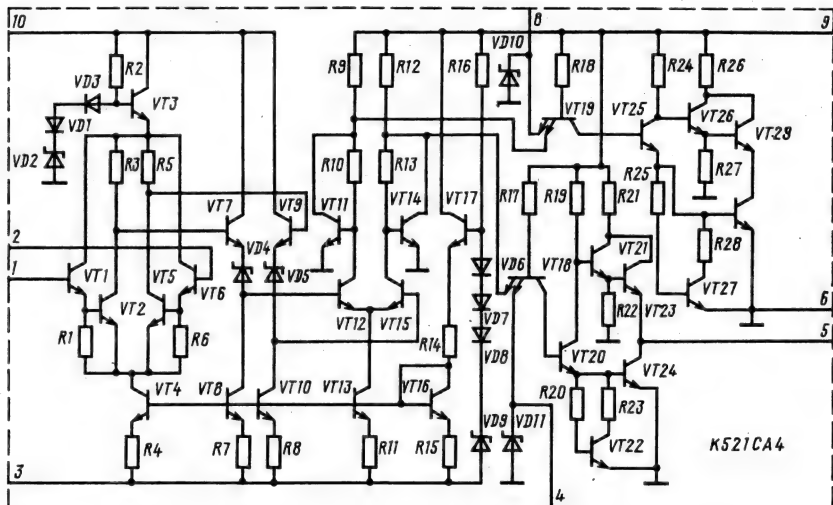 10
8
9
R2
VD3
VT3
VD1
VD2
R3
R5
VT7
VT9
VD4
VD5
2
1
VT1
VT2
VT5
VT6
R1
R6
VT4
VT8
VT10
R4
R7
R8
3
R9
R12
R16
R10
R13
VT11
VT14
VT17
VT12
VT15
R14
VT13
VT16
R11
R15
VD6
VD7
VD8
VD9
VD10
R18
VT19
R17
R19
R21
VT18
VT21
R22
VT23
VT20
VT24
R20
R23
VT22
VD11
4
R24
R26
VT25
VT26
VT28
R25
R27
R28
VT27
6
5
К521СА4